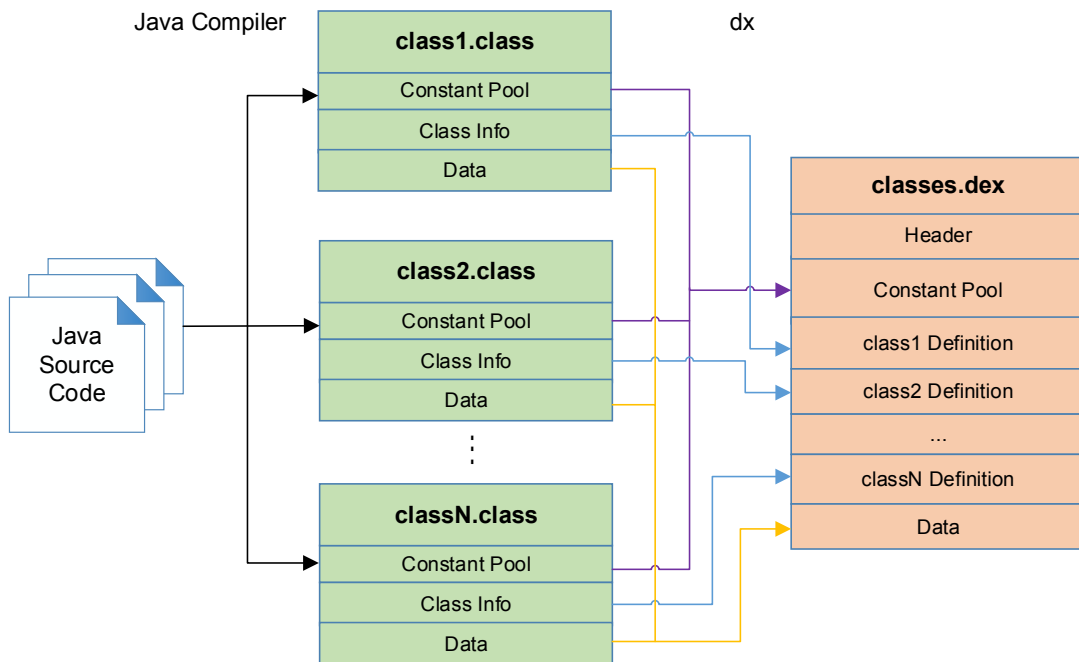 Java Compiler
dx
class1.class
Constant Pool
Class Info
Data
class2.class
Constant Pool
Class Info
Data
classN.class
Constant Pool
Class Info
Data
Java
Source
Code
classes.dex
Header
Constant Pool
class1 Definition
class2 Definition
...
classN Definition
Data